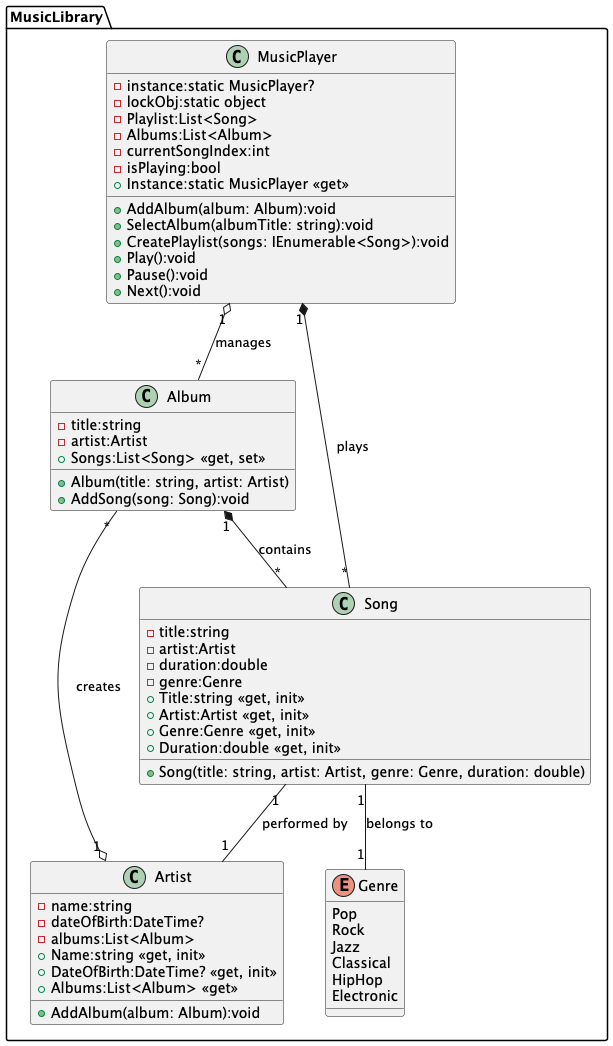 MusicLibrary
C MusicPlayer
instance:static MusicPlayer?
lockObj:static object
Playlist:List<Song>
Albums:List<Album>
currentSongIndex:int
isPlaying:bool
Instance:static MusicPlayer «get»
AddAlbum(album: Album):void
SelectAlbum(albumTitle: string):void
CreatePlaylist(songs: IEnumerable<Song>):void
Play():void
Pause():void
Next():void
1
1
manages
*
C Album
title:string
artist:Artist
Songs:List<Song> «get, set»
Album(title: string, artist: Artist)
AddSong(song: Song):void
plays
*
1
contains
*
*
C Song
title:string
artist:Artist
duration:double
genre:Genre
Title:string «get, init»
Artist:Artist «get, init»
Genre:Genre «get, init»
Duration:double «get, init»
Song(title: string, artist: Artist, genre: Genre, duration: double)
creates
1
1
performed by
belongs to
1
1
1
C Artist
name:string
dateOfBirth:DateTime?
albums:List<Album>
Name:string «get, init»
DateOfBirth:DateTime? «get, init»
Albums:List<Album> «get»
AddAlbum(album: Album):void
E Genre
Pop
Rock
Jazz
Classical
HipHop
Electronic